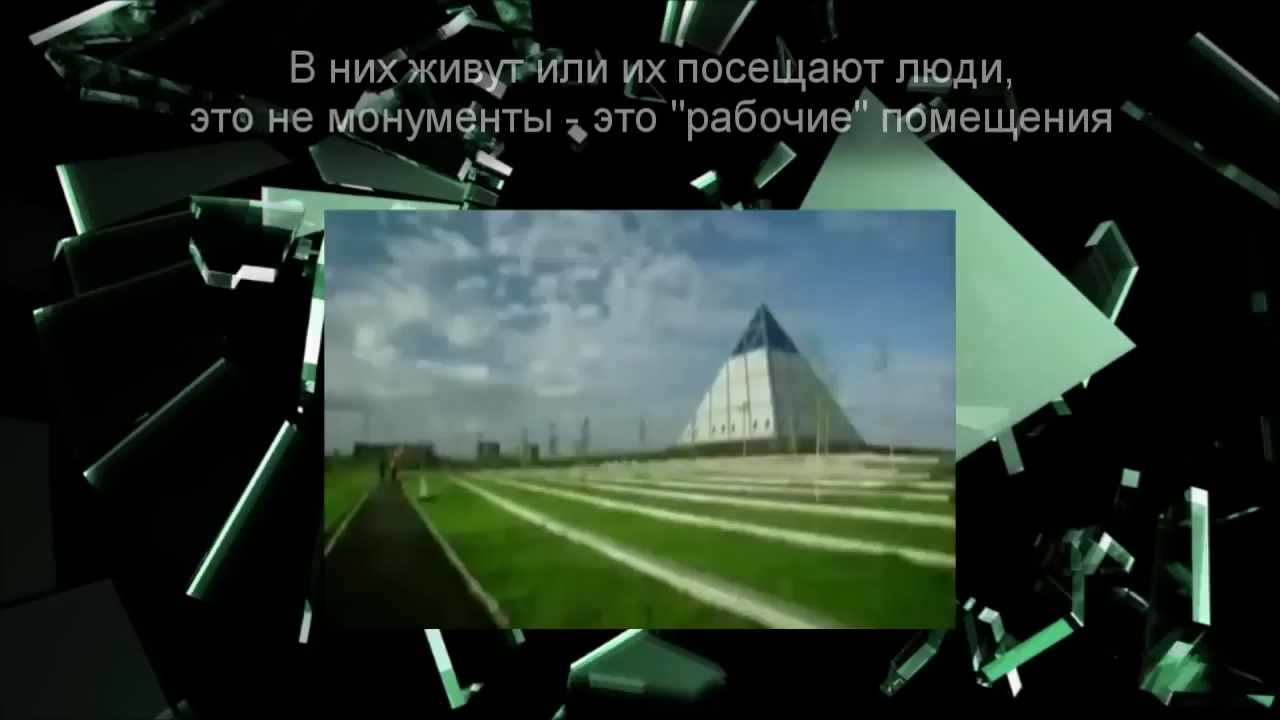 В них живут или их посещают люди,
это не монументы - это "рабочие" помещения